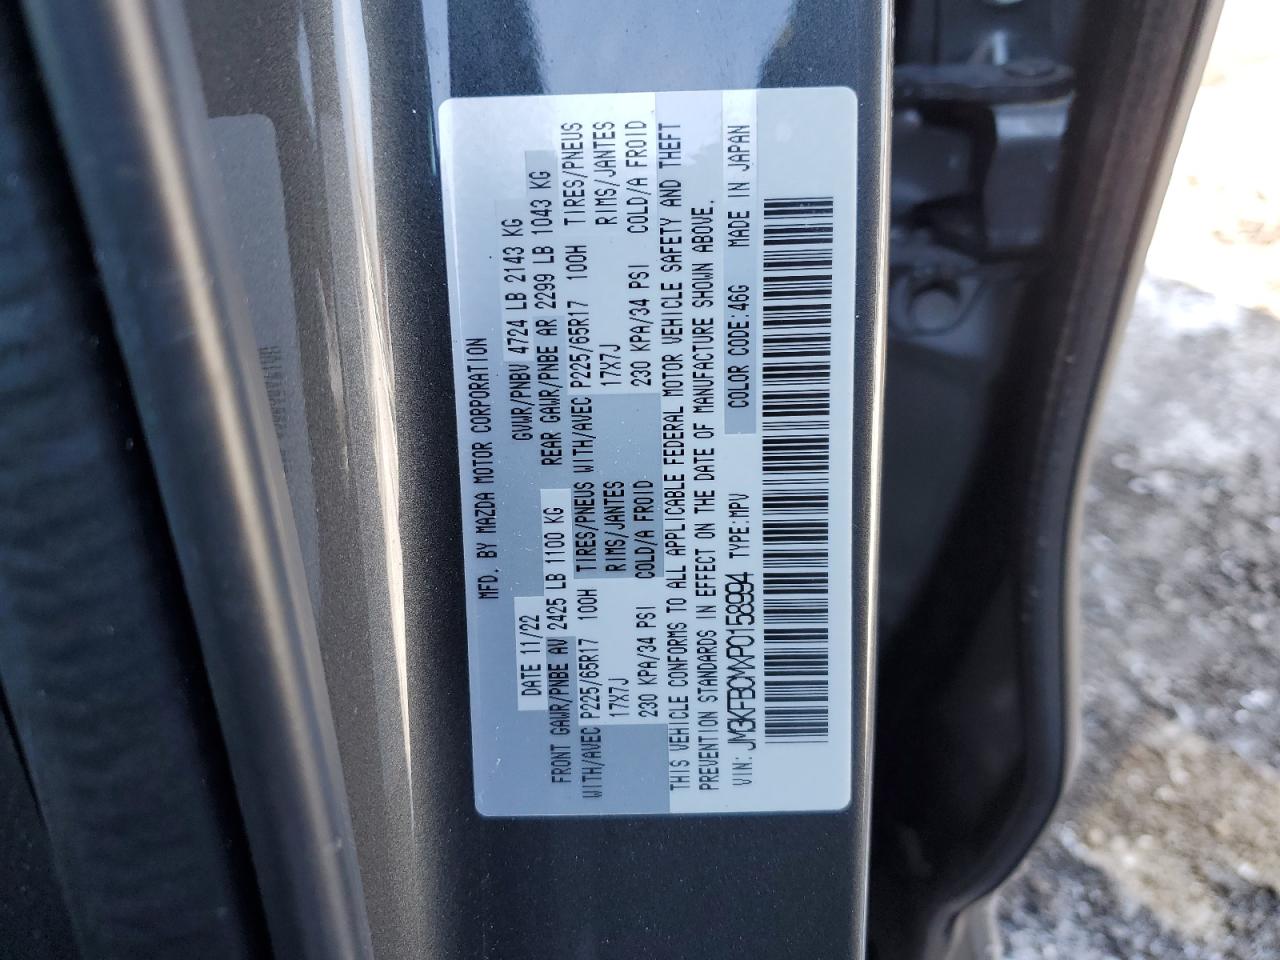 MFD. BY MAZDA MOTOR CORPORATION
DATE 11/22 GVWR/PNBV 4724 LB 2143 KG
FRONT GAWR/PNBE AV 2425 LB 1100 KG REAR GAWR/PNBE AR 2299 LB 1043 KG
WITH/AVEC P225/65R17 100H TIRES/PNEUS WITH/AVEC P225/65R17 100H TIRES/PNEUS
17X7J RIMS/JANTES 17X7J RIMS/JANTES
230 KPA/34 PSI COLD/A FROID 230 KPA/34 PSI COLD/A FROID
THIS VEHICLE CONFORMS TO ALL APPLICABLE FEDERAL MOTOR VEHICLE SAFETY AND THEFT
PREVENTION STANDARDS IN EFFECT ON THE DATE OF MANUFACTURE SHOWN ABOVE.
VIN: JM3KFBCMXP0158994 TYPE:MPV COLOR CODE:46G MADE IN JAPAN